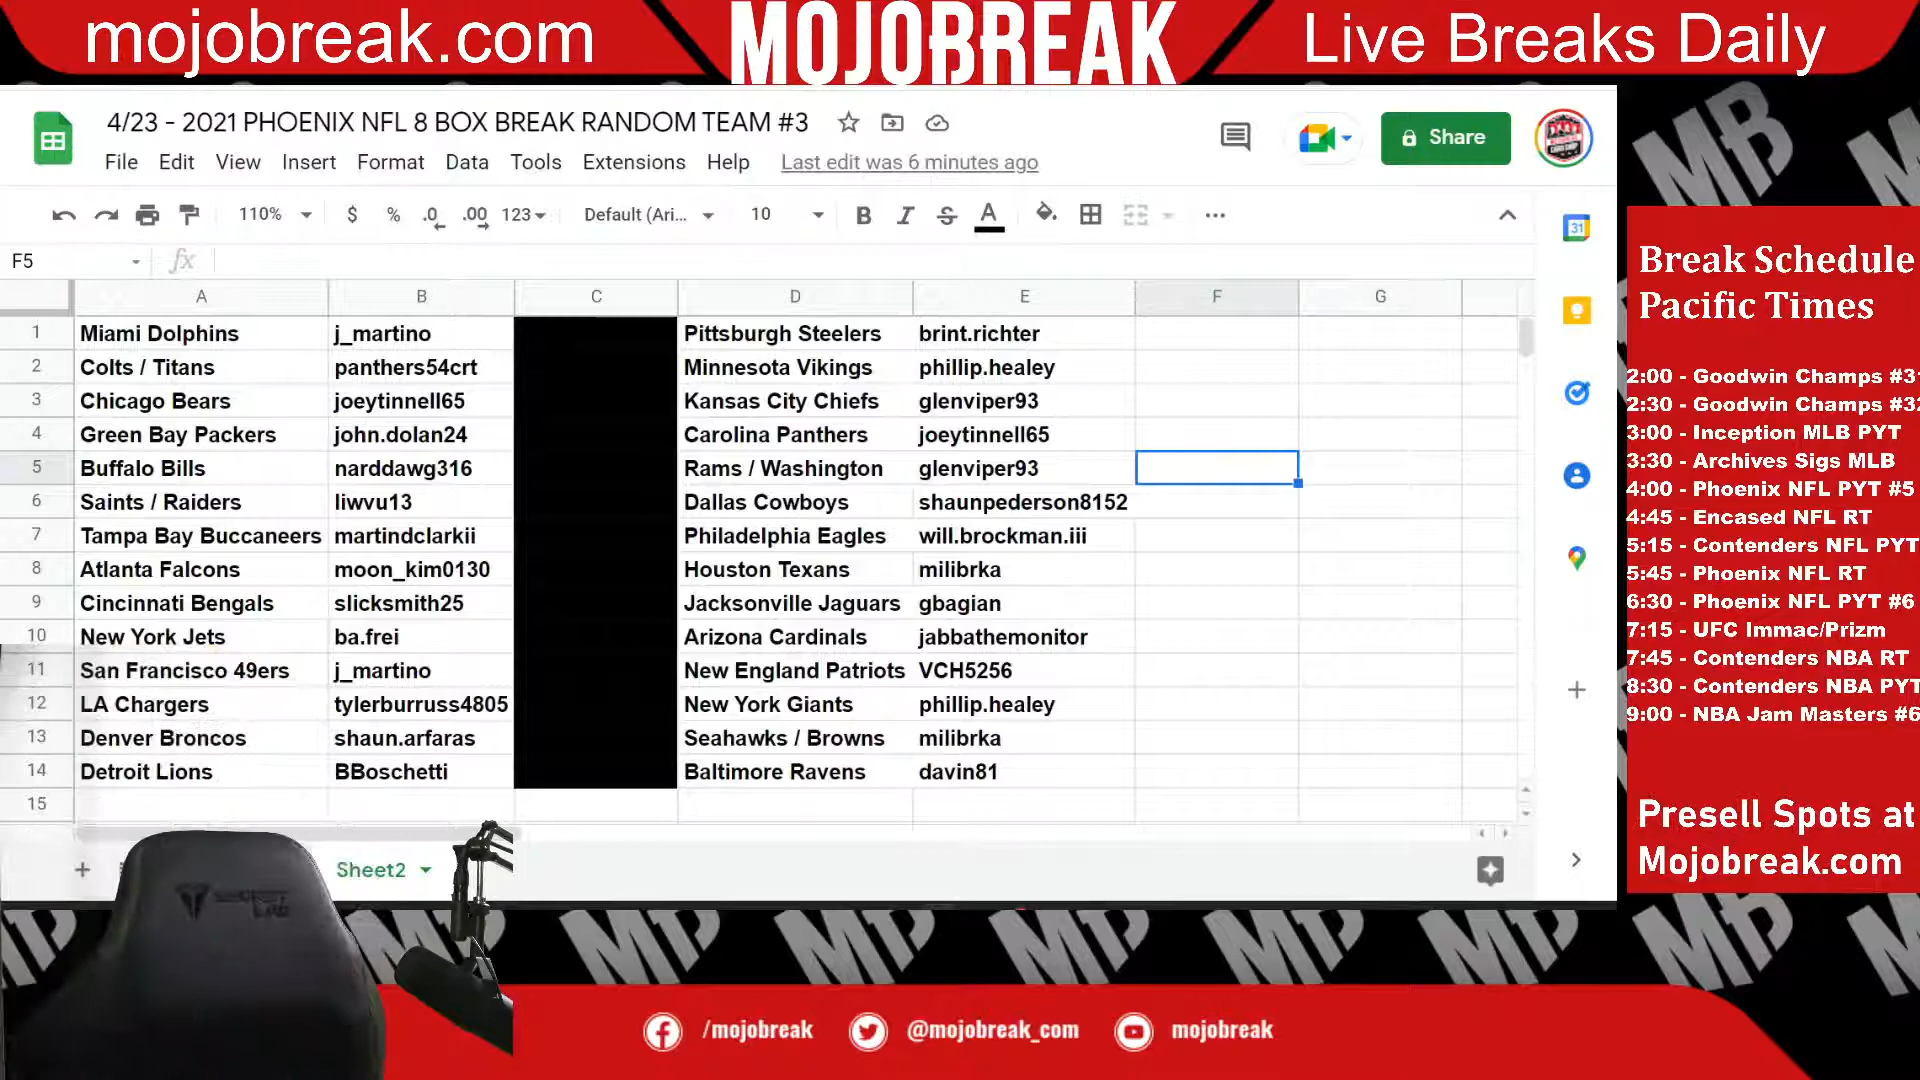 mojobreak.com
MOJOBREAK
Live Breaks Daily
4/23 - 2021 PHOENIX NFL 8 BOX BREAK RANDOM TEAM #3
Share
File Edit View Insert Format Data Tools Extensions Help Last edit was 6 minutes ago
110% $ % .0 .00 123 Default (Ari... 10 B I S A
F5 fx
A B C D E F G
1 Miami Dolphins j_martino Pittsburgh Steelers brint.richter
2 Colts / Titans panthers54crt Minnesota Vikings phillip.healey
3 Chicago Bears joeytinnell65 Kansas City Chiefs glenviper93
4 Green Bay Packers john.dolan24 Carolina Panthers joeytinnell65
5 Buffalo Bills narddawg316 Rams / Washington glenviper93
6 Saints / Raiders liwvu13 Dallas Cowboys shaunpederson8152
7 Tampa Bay Buccaneers martindclarkii Philadelphia Eagles will.brockman.iii
8 Atlanta Falcons moon_kim0130 Houston Texans milibrka
9 Cincinnati Bengals slicksmith25 Jacksonville Jaguars gbagian
10 New York Jets ba.frei Arizona Cardinals jabbathemonitor
11 San Francisco 49ers j_martino New England Patriots VCH5256
12 LA Chargers tylerburruss4805 New York Giants phillip.healey
13 Denver Broncos shaun.arfaras Seahawks / Browns milibrka
14 Detroit Lions BBoschetti Baltimore Ravens davin81
15
Sheet2
31
Break Schedule
Pacific Times
2:00 - Goodwin Champs #31
2:30 - Goodwin Champs #32
3:00 - Inception MLB PYT
3:30 - Archives Sigs MLB
4:00 - Phoenix NFL PYT #5
4:45 - Encased NFL RT
5:15 - Contenders NFL PYT
5:45 - Phoenix NFL RT
6:30 - Phoenix NFL PYT #6
7:15 - UFC Immac/Prizm
7:45 - Contenders NBA RT
8:30 - Contenders NBA PYT
9:00 - NBA Jam Masters #6
Presell Spots at
Mojobreak.com
/mojobreak @mojobreak_com mojobreak